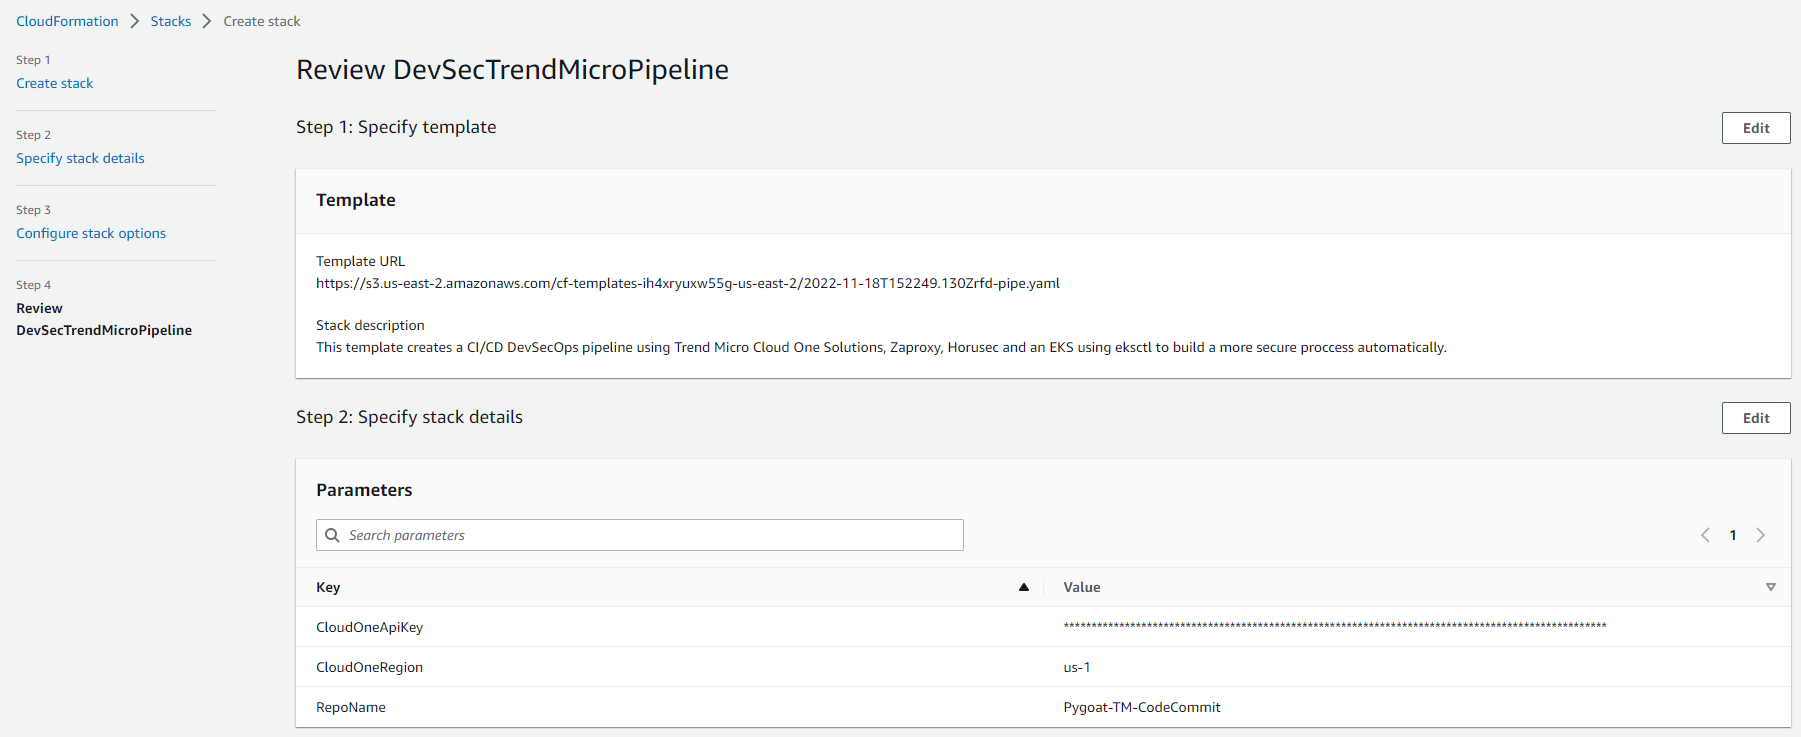 CloudFormation > Stacks > Create stack
Step 1
Create stack
Step 2
Specify stack details
Step 3
Configure stack options
Step 4
Review
DevSecTrendMicroPipeline
Review DevSecTrendMicroPipeline
Step 1: Specify template
Edit
Template
Template URL
https://s3.us-east-2.amazonaws.com/cf-templates-ih4xryuxw55g-us-east-2/2022-11-18T152249.130Zrfd-pipe.yaml
Stack description
This template creates a CI/CD DevSecOps pipeline using Trend Micro Cloud One Solutions, Zaproxy, Horusec and an EKS using eksctl to build a more secure proccess automatically.
Step 2: Specify stack details
Edit
Parameters
Search parameters
1
Key Value
CloudOneApiKey ****************************************************************************************************
CloudOneRegion us-1
RepoName Pygoat-TM-CodeCommit